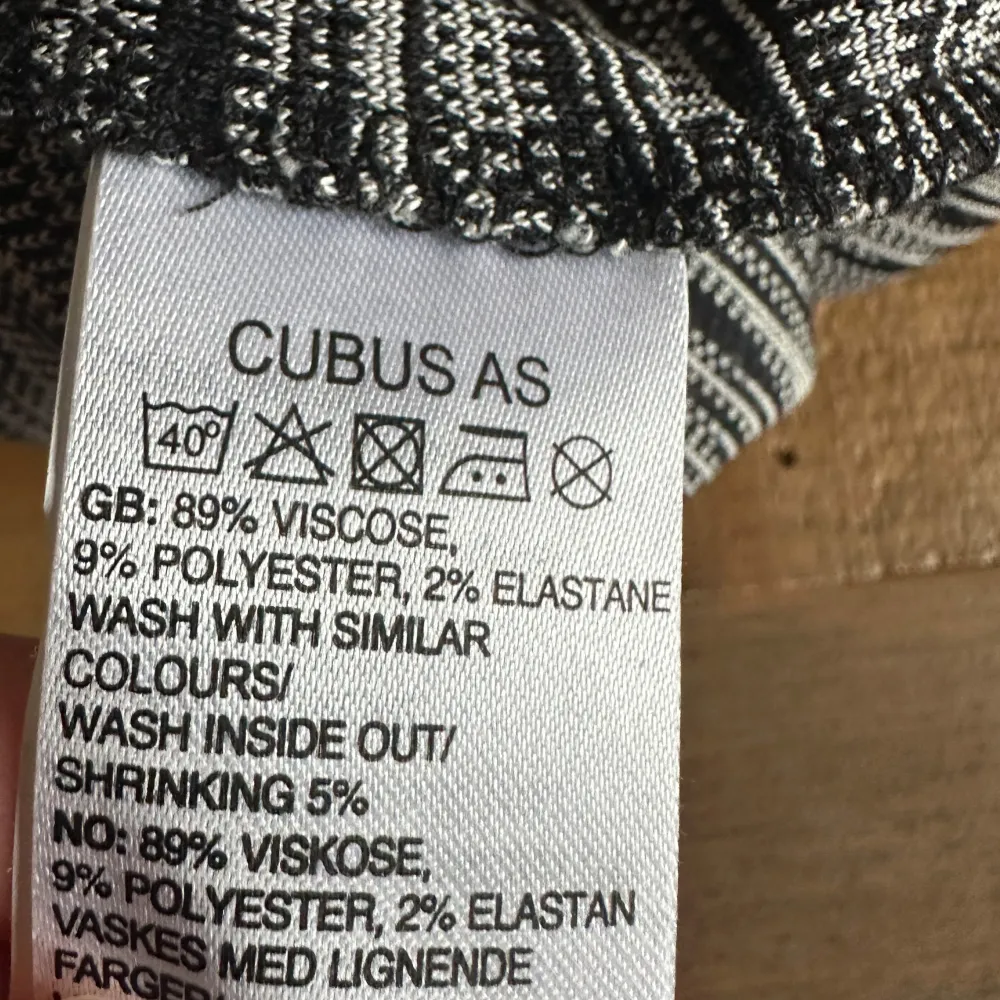 CUBUS AS
40°
GB: 89% VISCOSE,
9% POLYESTER, 2% ELASTANE
WASH WITH SIMILAR
COLOURS/
WASH INSIDE OUT/
SHRINKING 5%
NO: 89% VISKOSE,
9% POLYESTER, 2% ELASTAN
VASKES MED LIGNENDE
FARGER/